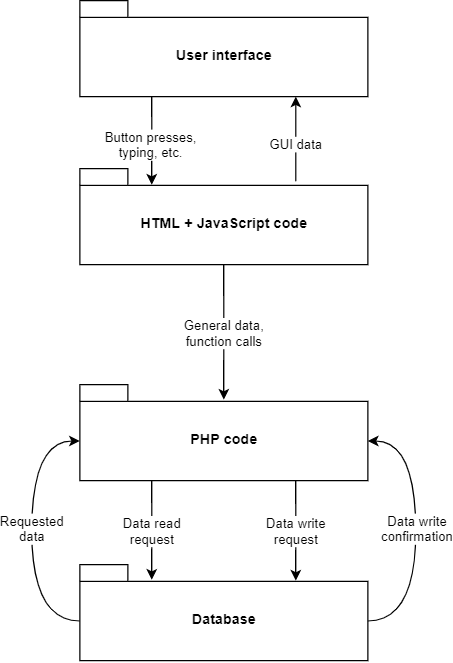 User interface
Button presses,
typing, etc.
GUI data
HTML + JavaScript code
General data,
function calls
PHP code
Requested
data
Data read
request
Data write
request
Data write
confirmation
Database